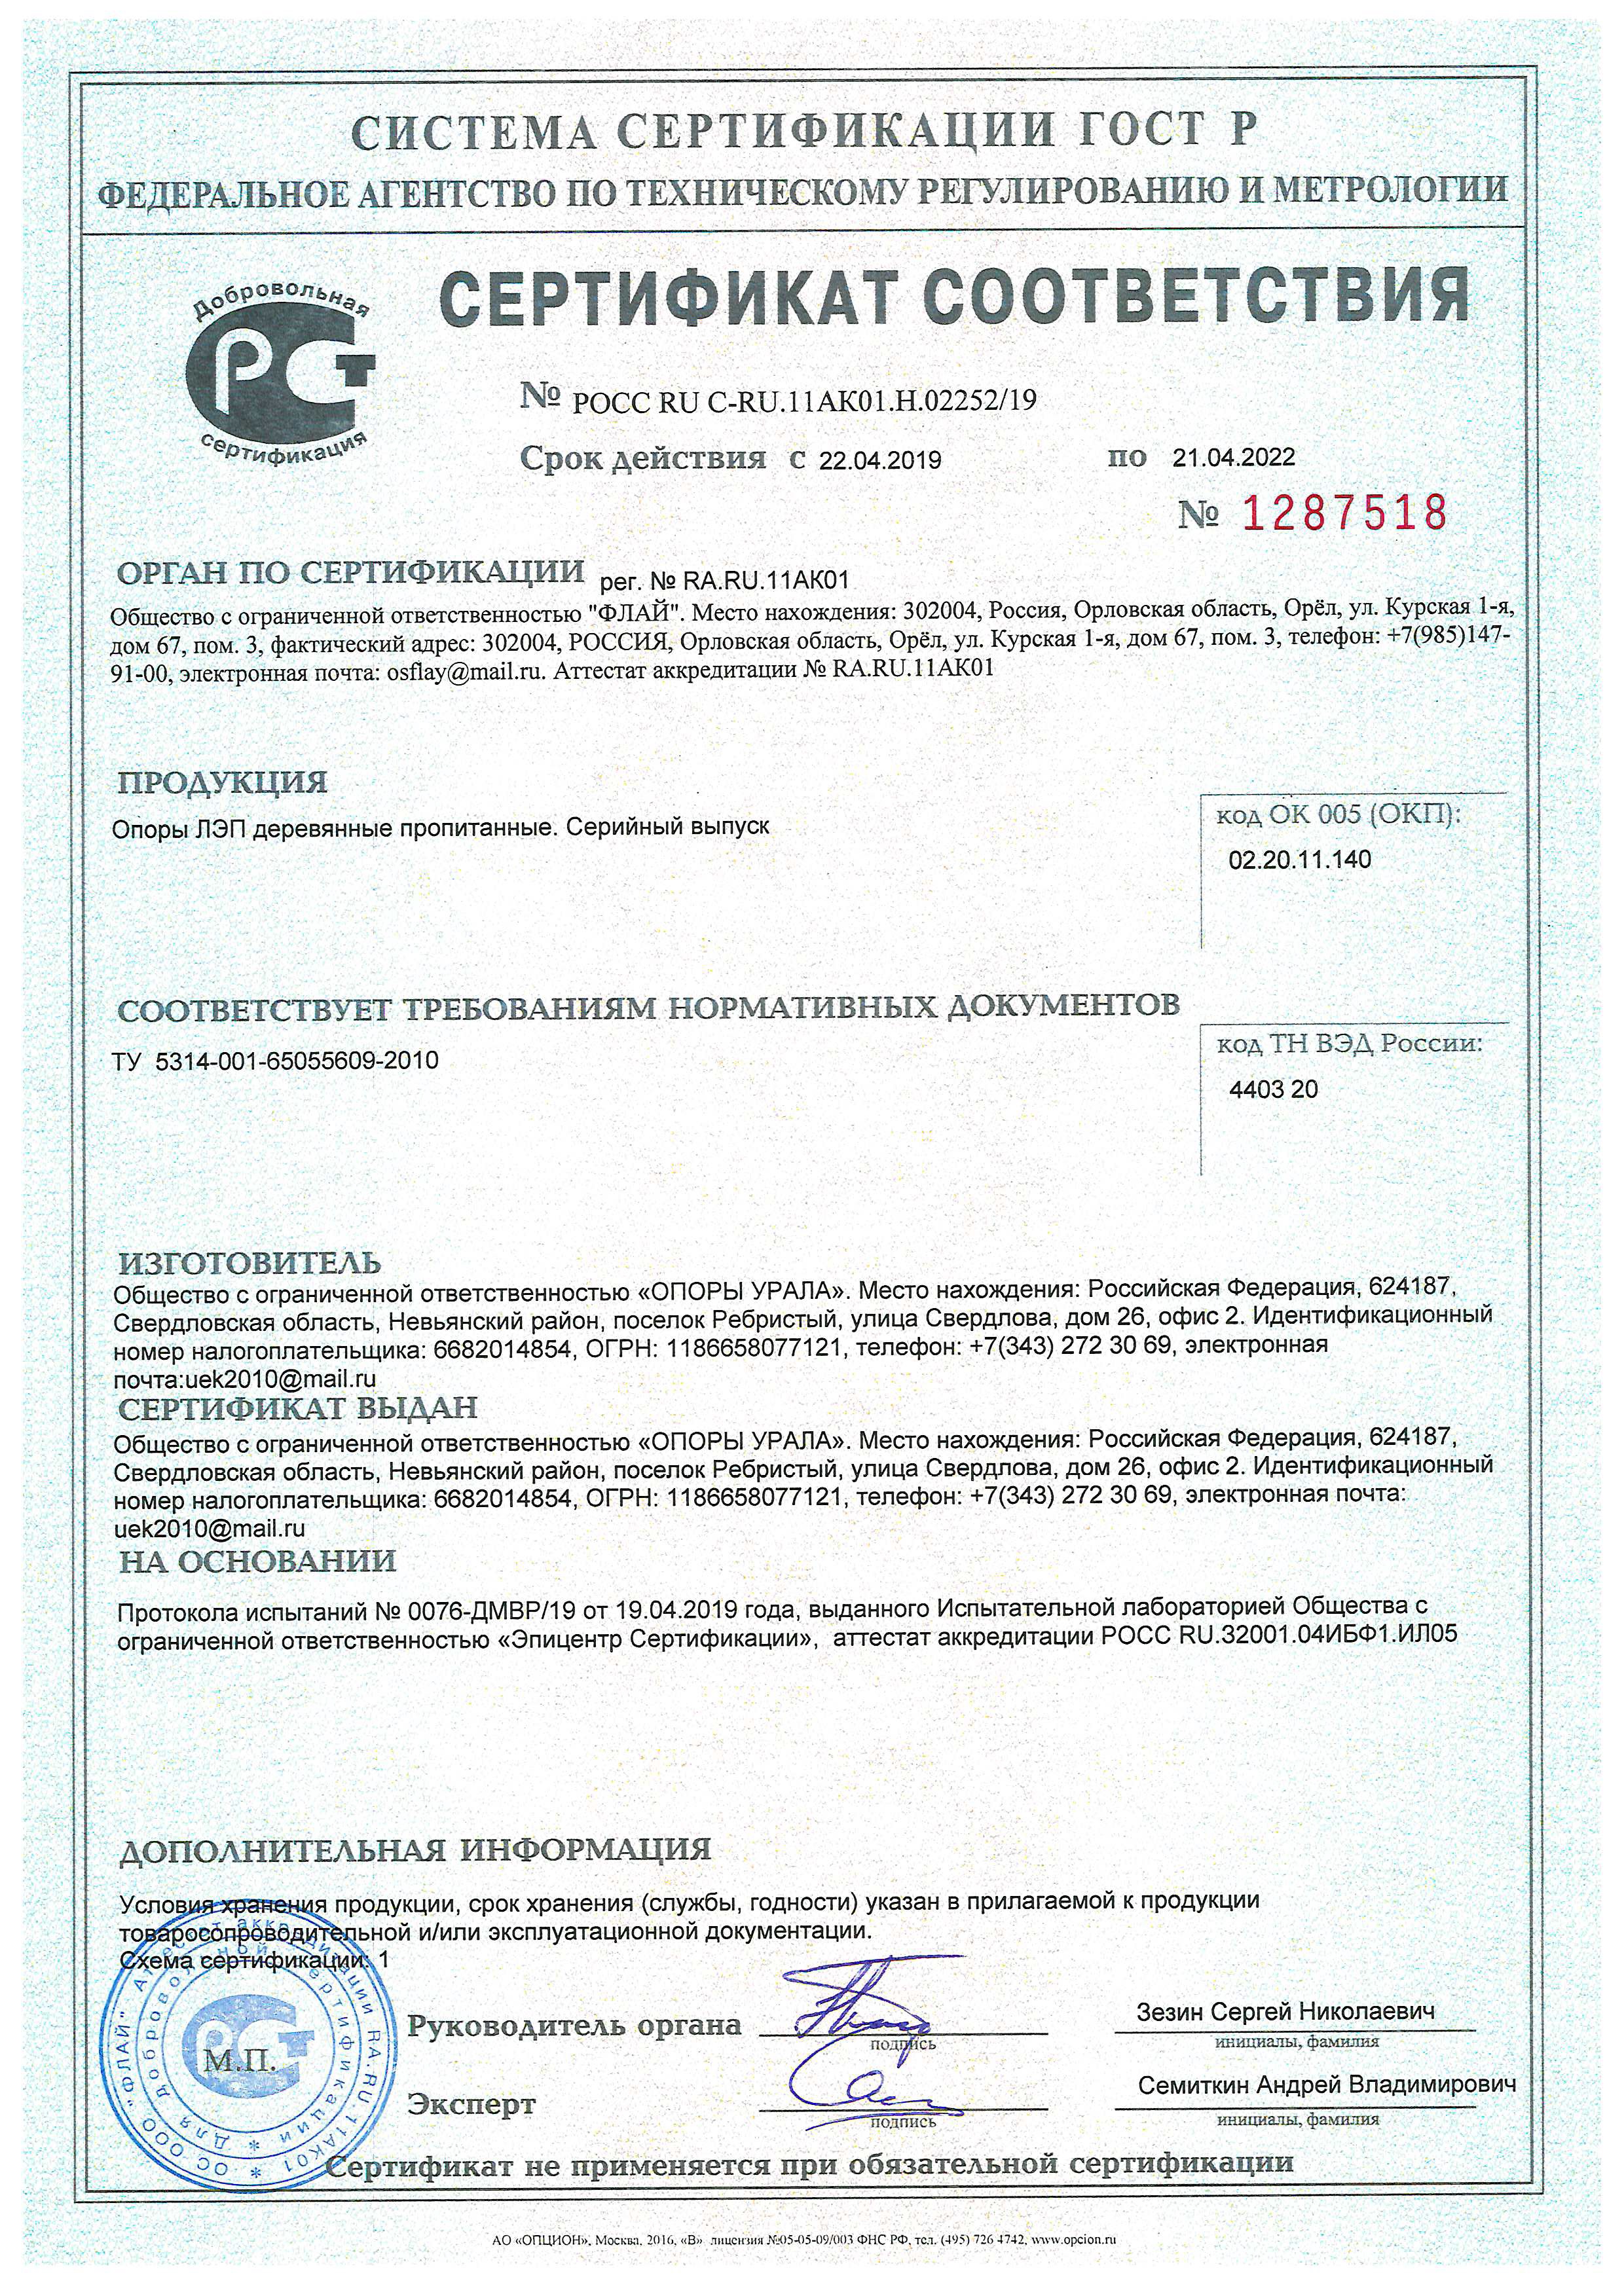 СИСТЕМА СЕРТИФИКАЦИИ ГОСТ Р
ФЕДЕРАЛЬНОЕ АГЕНТСТВО ПО ТЕХНИЧЕСКОМУ РЕГУЛИРОВАНИЮ И МЕТРОЛОГИИ
Добровольная
РСТ
сертификация
СЕРТИФИКАТ СООТВЕТСТВИЯ
№ РОСС RU С-RU.11АК01.Н.02252/19
Срок действия с 22.04.2019 по 21.04.2022
№ 1287518
ОРГАН ПО СЕРТИФИКАЦИИ рег. № RA.RU.11АК01
Общество с ограниченной ответственностью "ФЛАЙ". Место нахождения: 302004, Россия, Орловская область, Орёл, ул. Курская 1-я,
дом 67, пом. 3, фактический адрес: 302004, РОССИЯ, Орловская область, Орёл, ул. Курская 1-я, дом 67, пом. 3, телефон: +7(985)147-
91-00, электронная почта: osflay@mail.ru. Аттестат аккредитации № RA.RU.11АК01
ПРОДУКЦИЯ
Опоры ЛЭП деревянные пропитанные. Серийный выпуск
код ОК 005 (ОКП):
02.20.11.140
СООТВЕТСТВУЕТ ТРЕБОВАНИЯМ НОРМАТИВНЫХ ДОКУМЕНТОВ
ТУ 5314-001-65055609-2010
код ТН ВЭД России:
4403 20
ИЗГОТОВИТЕЛЬ
Общество с ограниченной ответственностью «ОПОРЫ УРАЛА». Место нахождения: Российская Федерация, 624187,
Свердловская область, Невьянский район, поселок Ребристый, улица Свердлова, дом 26, офис 2. Идентификационный
номер налогоплательщика: 6682014854, ОГРН: 1186658077121, телефон: +7(343) 272 30 69, электронная
почта:uek2010@mail.ru
СЕРТИФИКАТ ВЫДАН
Общество с ограниченной ответственностью «ОПОРЫ УРАЛА». Место нахождения: Российская Федерация, 624187,
Свердловская область, Невьянский район, поселок Ребристый, улица Свердлова, дом 26, офис 2. Идентификационный
номер налогоплательщика: 6682014854, ОГРН: 1186658077121, телефон: +7(343) 272 30 69, электронная почта:
uek2010@mail.ru
НА ОСНОВАНИИ
Протокола испытаний № 0076-ДМВР/19 от 19.04.2019 года, выданного Испытательной лабораторией Общества с
ограниченной ответственностью «Эпицентр Сертификации», аттестат аккредитации РОСС RU.32001.04ИБФ1.ИЛ05
ДОПОЛНИТЕЛЬНАЯ ИНФОРМАЦИЯ
Условия хранения продукции, срок хранения (службы, годности) указан в прилагаемой к продукции
товаросопроводительной и/или эксплуатационной документации.
Схема сертификации: 1
ОС ООО "ФЛАЙ" Аттестат аккредитации RA.RU.11АК01 *
Для добровольной сертификации *
РСТ
М.П.
Руководитель органа
подпись
Зезин Сергей Николаевич
инициалы, фамилия
Эксперт
подпись
Семиткин Андрей Владимирович
инициалы, фамилия
Сертификат не применяется при обязательной сертификации
АО «ОПЦИОН», Москва, 2016, «В» лицензия №05-05-09/003 ФНС РФ, тел. (495) 726 4742, www.opcion.ru